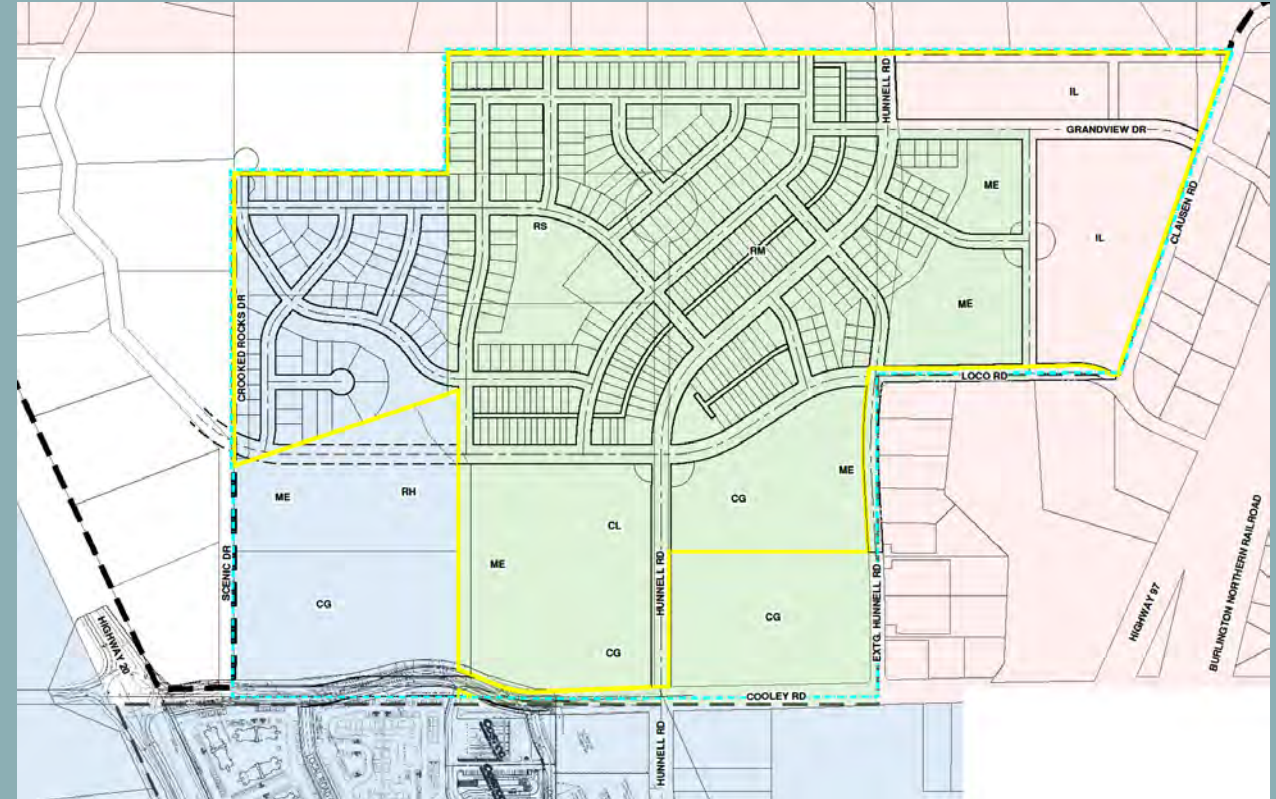 HUNNELL RD
IL
GRANDVIEW DR
ME
CLAUSEN RD
RS
IL
RM
CROOKED ROCKS DR
ME
LOCO RD
ME
ME
RH
CG
CL
SCENIC DR
ME
HUNNELL RD
EXTG. HUNNELL RD
HIGHWAY 97
BURLINGTON NORTHERN RAILROAD
CG
CG
HIGHWAY 20
CG
COOLEY RD
HUNNELL RD